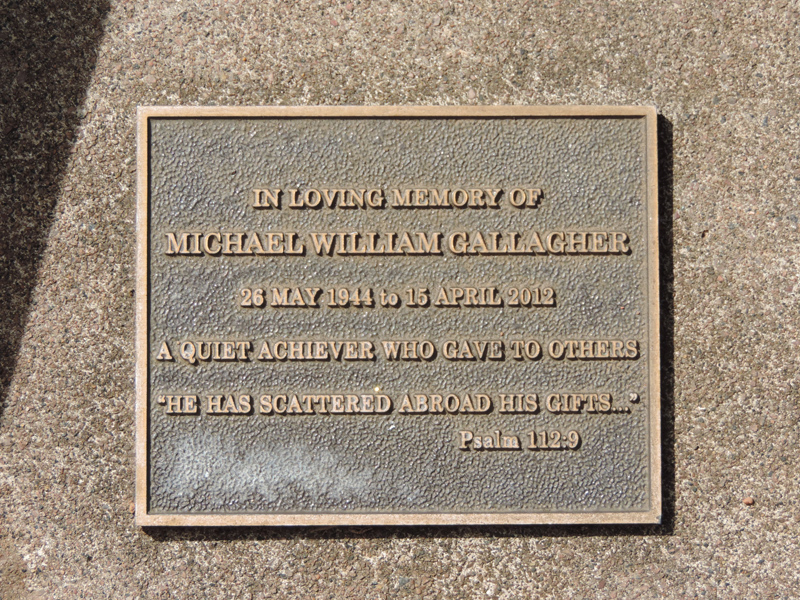 IN LOVING MEMORY OF
MICHAEL WILLIAM GALLAGHER
26 MAY 1944 to 15 APRIL 2012
A QUIET ACHIEVER WHO GAVE TO OTHERS
"HE HAS SCATTERED ABROAD HIS GIFTS..."
Psalm 112:9